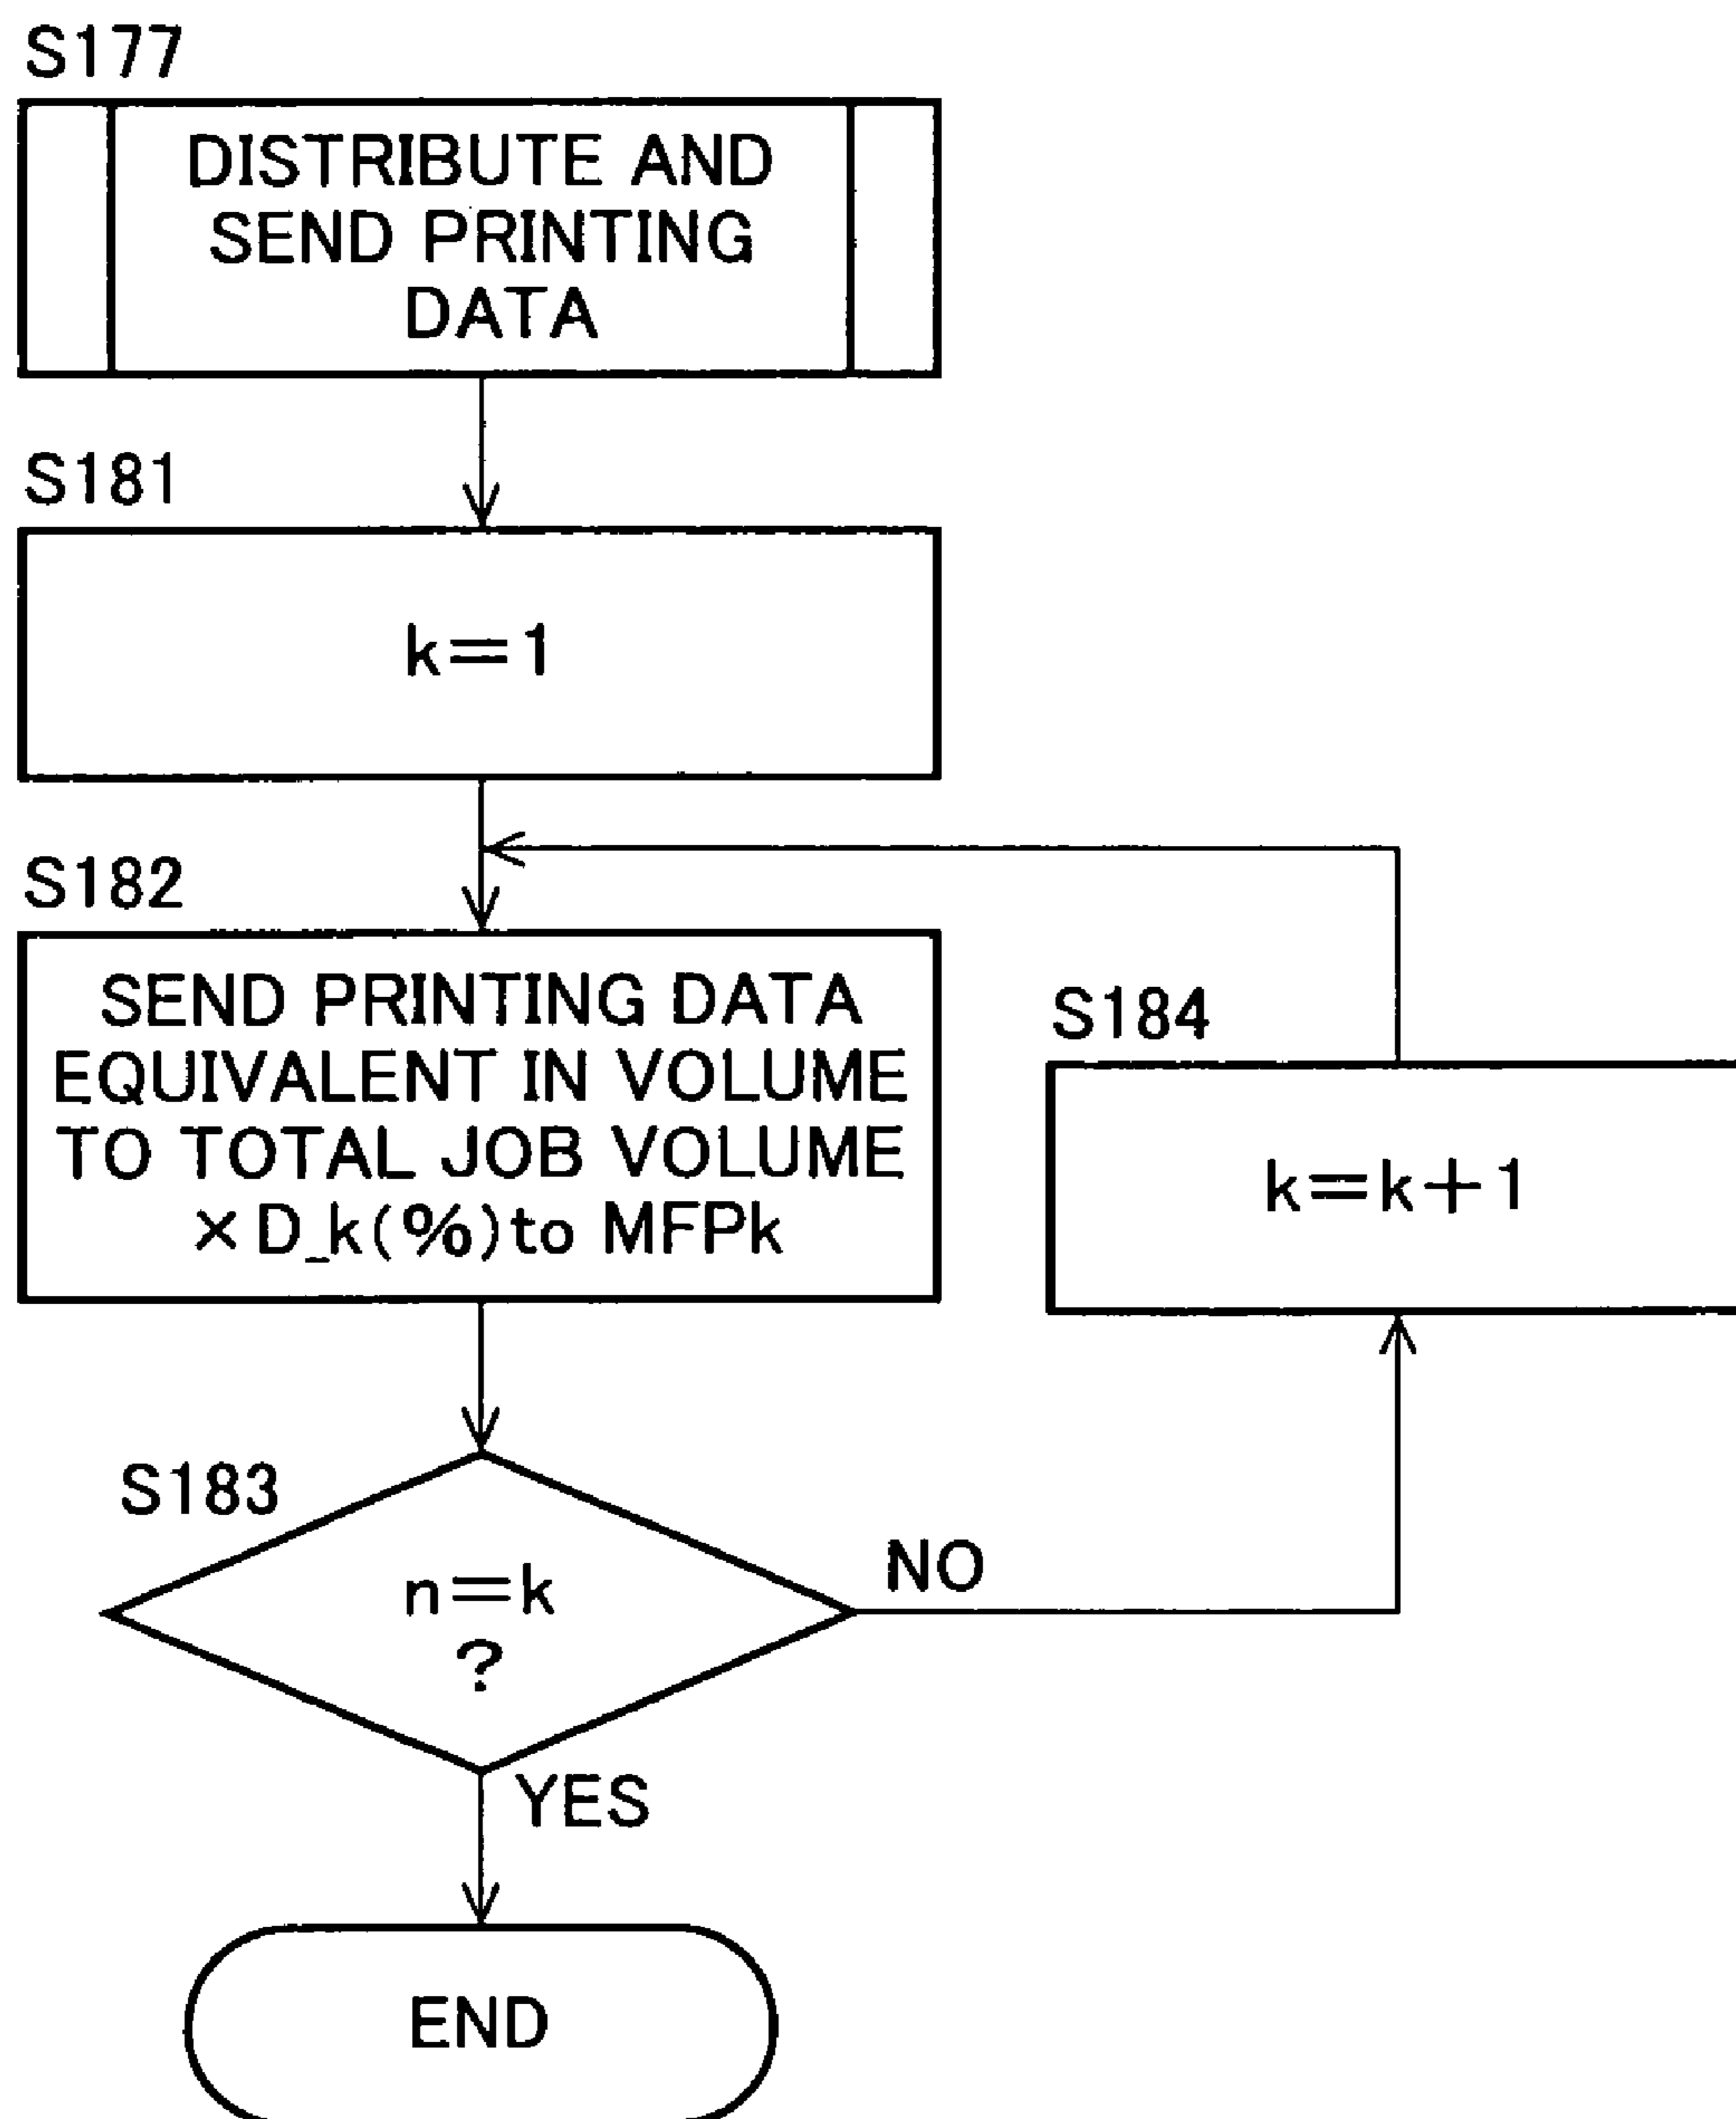 S177
DISTRIBUTE AND
SEND PRINTING
DATA
S181
k=1
S182
SEND PRINTING DATA
EQUIVALENT IN VOLUME
TO TOTAL JOB VOLUME
×D_k(%)to MFPk
S184
k=k+1
S183
n=k
?
NO
YES
END